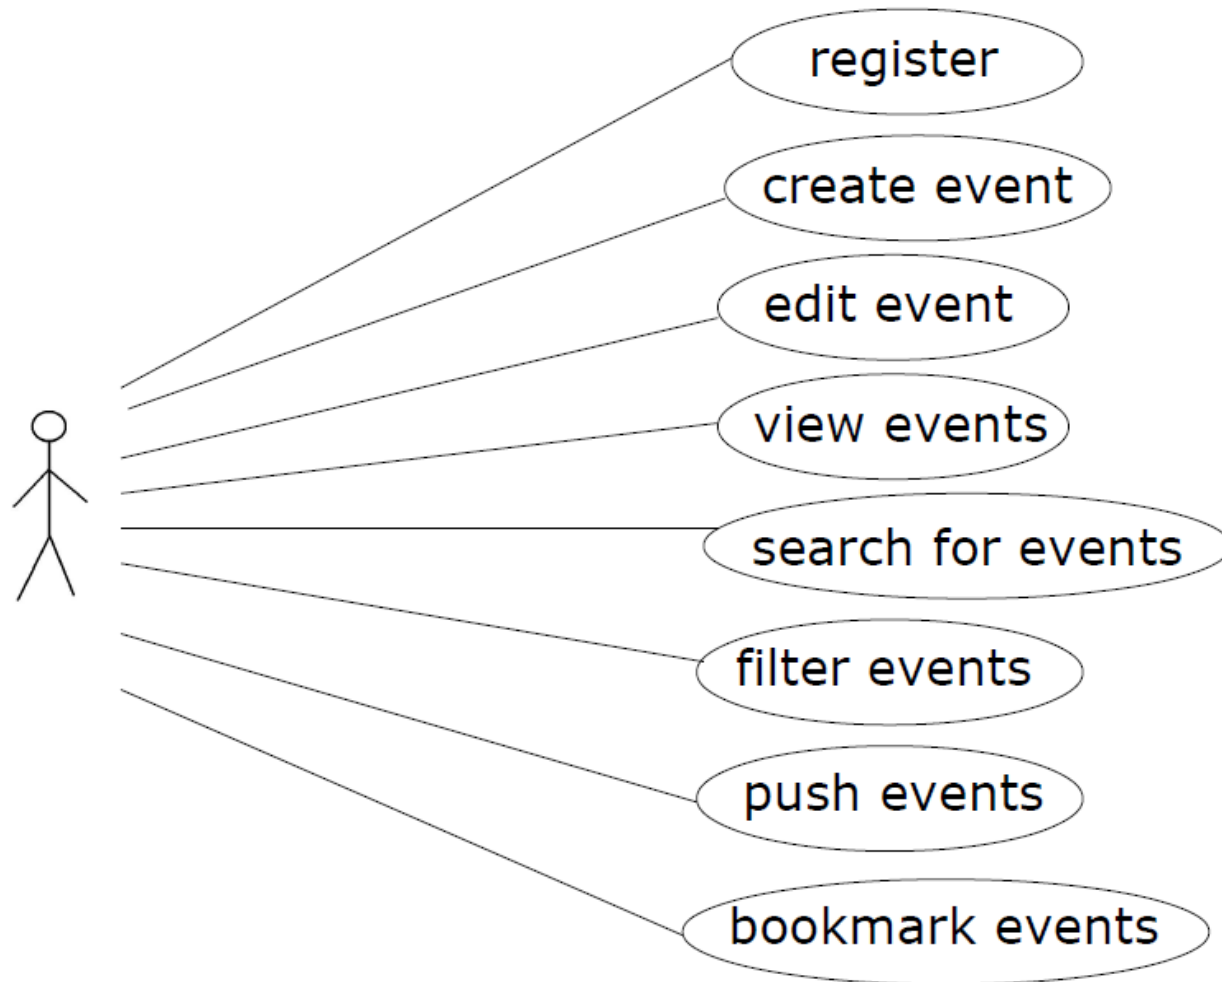 register
create event
edit event
view events
search for events
filter events
push events
bookmark events